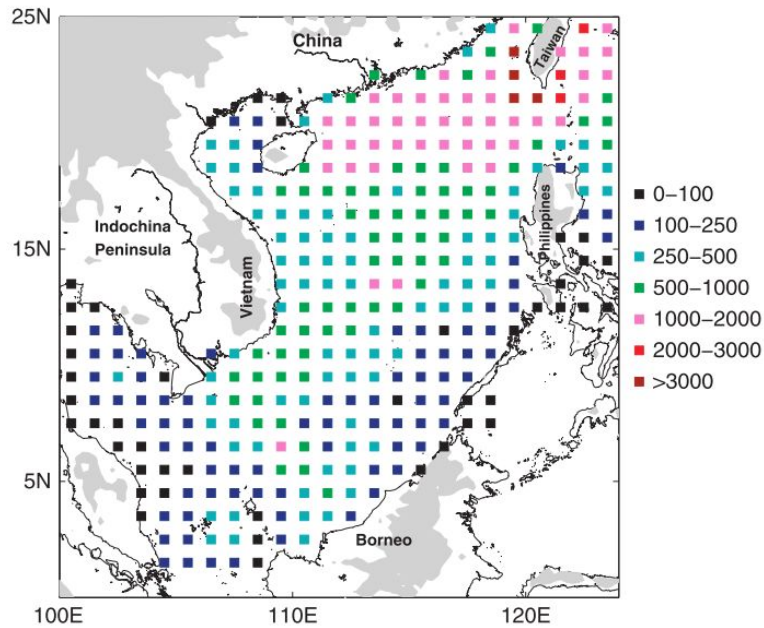 25N
China
Taiwan
0–100
100–250
250–500
500–1000
1000–2000
2000–3000
>3000
Indochina
Peninsula
15N
Vietnam
Philippines
5N
Borneo
100E
110E
120E